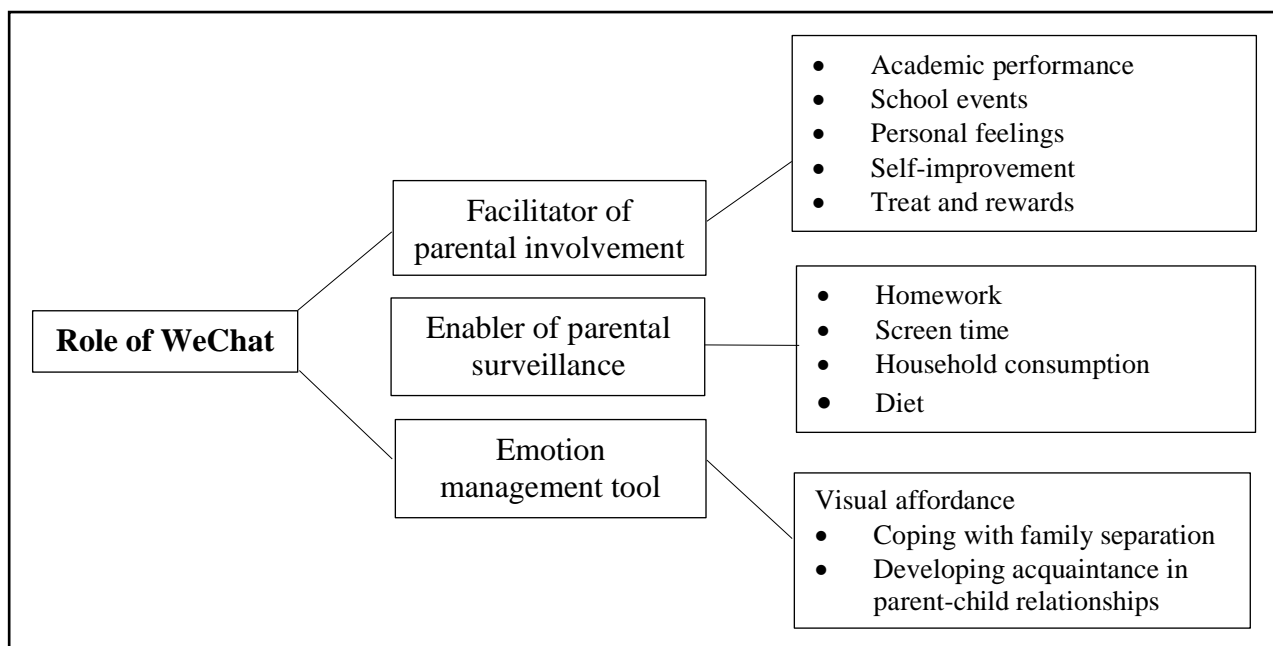 Role of WeChat
Facilitator of
parental involvement
• Academic performance
• School events
• Personal feelings
• Self-improvement
• Treat and rewards
Enabler of parental
surveillance
• Homework
• Screen time
• Household consumption
• Diet
Emotion
management tool
Visual affordance
• Coping with family separation
• Developing acquaintance in
parent-child relationships